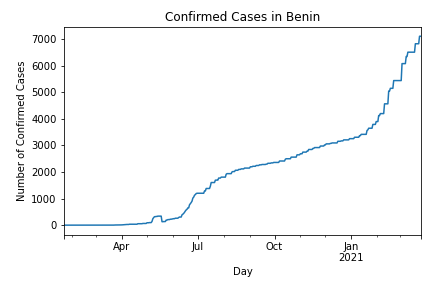 Confirmed Cases in Benin
7000
6000
5000
4000
3000
2000
1000
0
Number of Confirmed Cases
Apr
Jul
Oct
Jan
2021
Day